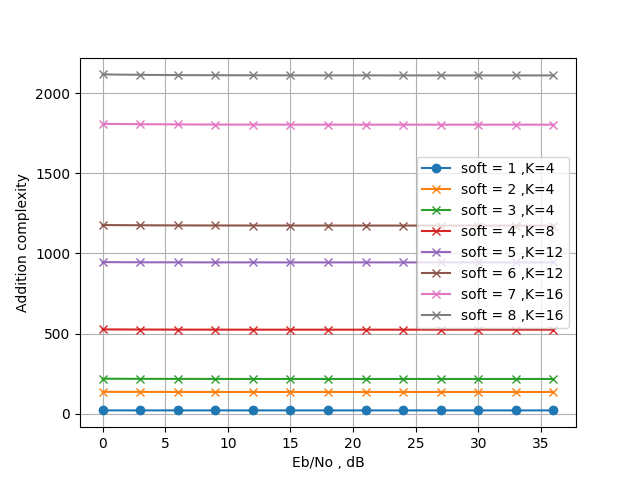 2000
1500
1000
500
0
Addition complexity
soft = 1 ,K=4
soft = 2 ,K=4
soft = 3 ,K=4
soft = 4 ,K=8
soft = 5 ,K=12
soft = 6 ,K=12
soft = 7 ,K=16
soft = 8 ,K=16
0 5 10 15 20 25 30 35
Eb/No , dB